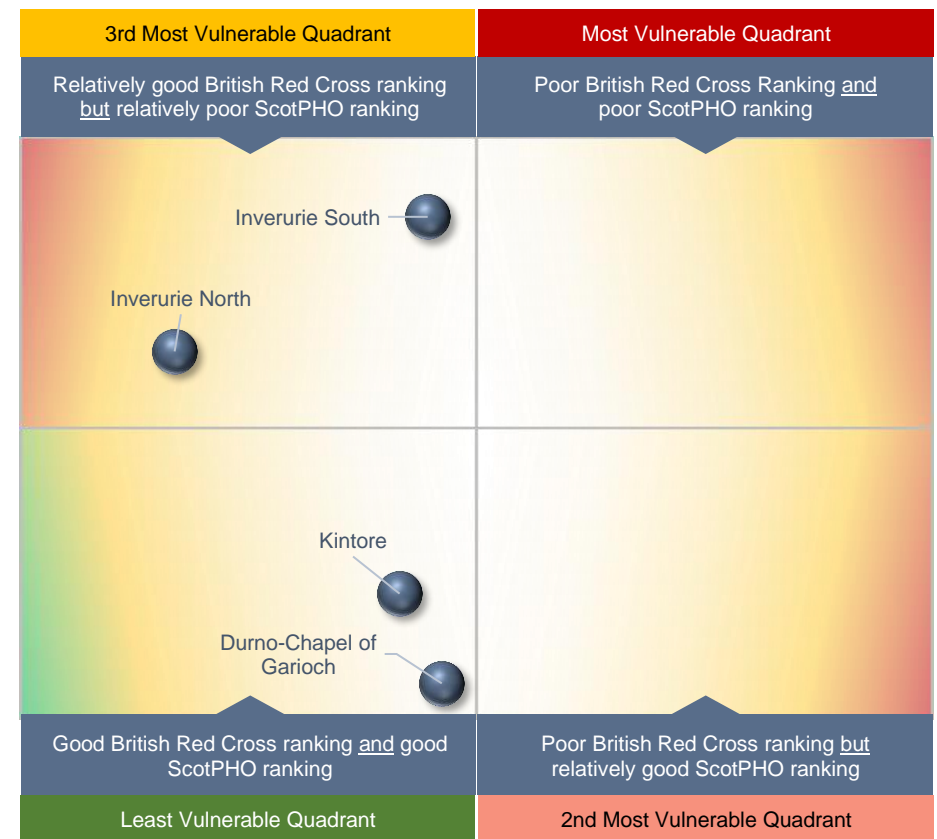 3rd Most Vulnerable Quadrant
Most Vulnerable Quadrant
Relatively good British Red Cross ranking
but relatively poor ScotPHO ranking
Poor British Red Cross Ranking and
poor ScotPHO ranking
Inverurie South
Inverurie North
Kintore
Durno-Chapel of
Garioch
Good British Red Cross ranking and good
ScotPHO ranking
Poor British Red Cross ranking but
relatively good ScotPHO ranking
Least Vulnerable Quadrant
2nd Most Vulnerable Quadrant